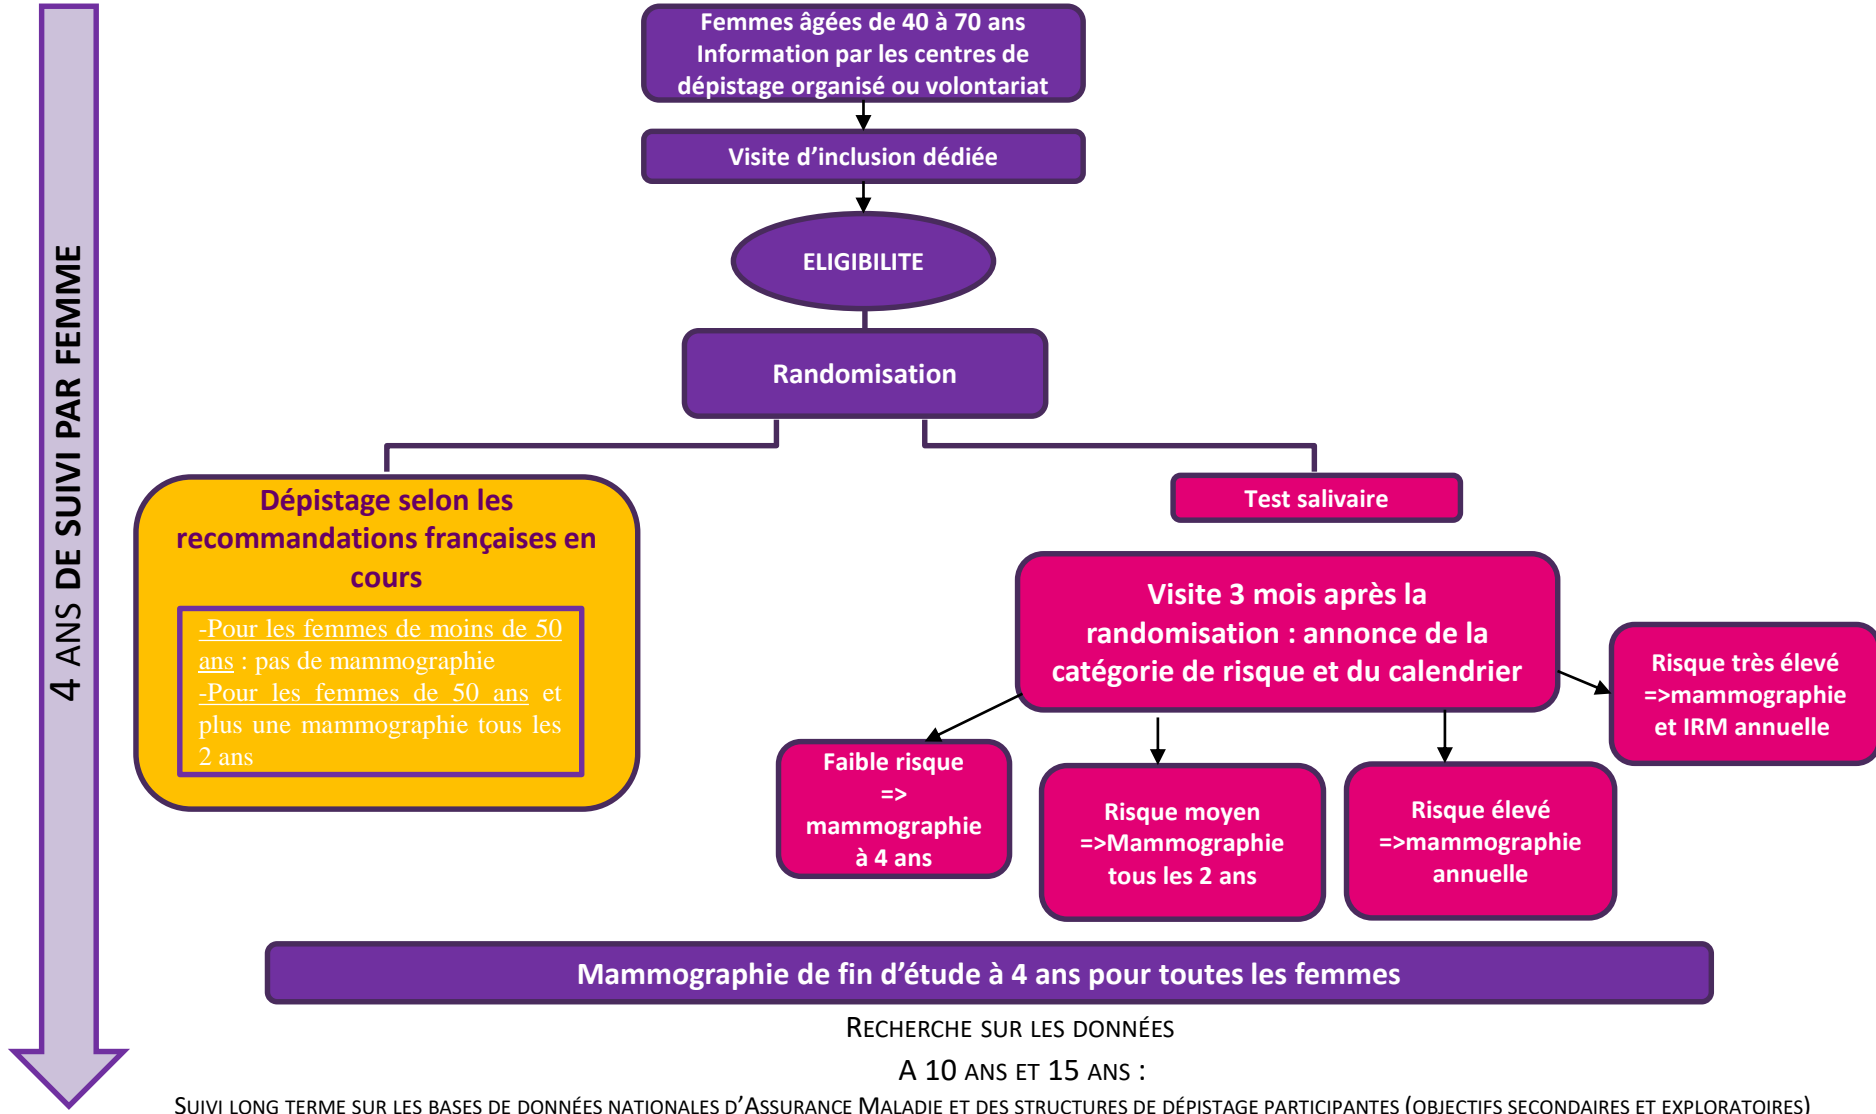 Femmes âgées de 40 à 70 ans
Information par les centres de
dépistage organisé ou volontariat
Visite d'inclusion dédiée
ELIGIBILITE
Randomisation
4 ANS DE SUIVI PAR FEMME
Dépistage selon les
recommandations françaises en
cours
-Pour les femmes de moins de 50
ans : pas de mammographie
-Pour les femmes de 50 ans et
plus une mammographie tous les
2 ans
Test salivaire
Visite 3 mois après la
randomisation : annonce de la
catégorie de risque et du calendrier
Faible risque
=>
mammographie
à 4 ans
Risque moyen
=>Mammographie
tous les 2 ans
Risque élevé
=>mammographie
annuelle
Risque très élevé
=>mammographie
et IRM annuelle
Mammographie de fin d'étude à 4 ans pour toutes les femmes
RECHERCHE SUR LES DONNÉES
A 10 ANS ET 15 ANS :
SUIVI LONG TERME SUR LES BASES DE DONNÉES NATIONALES D'ASSURANCE MALADIE ET DES STRUCTURES DE DÉPISTAGE PARTICIPANTES (OBJECTIFS SECONDAIRES ET EXPLORATOIRES)